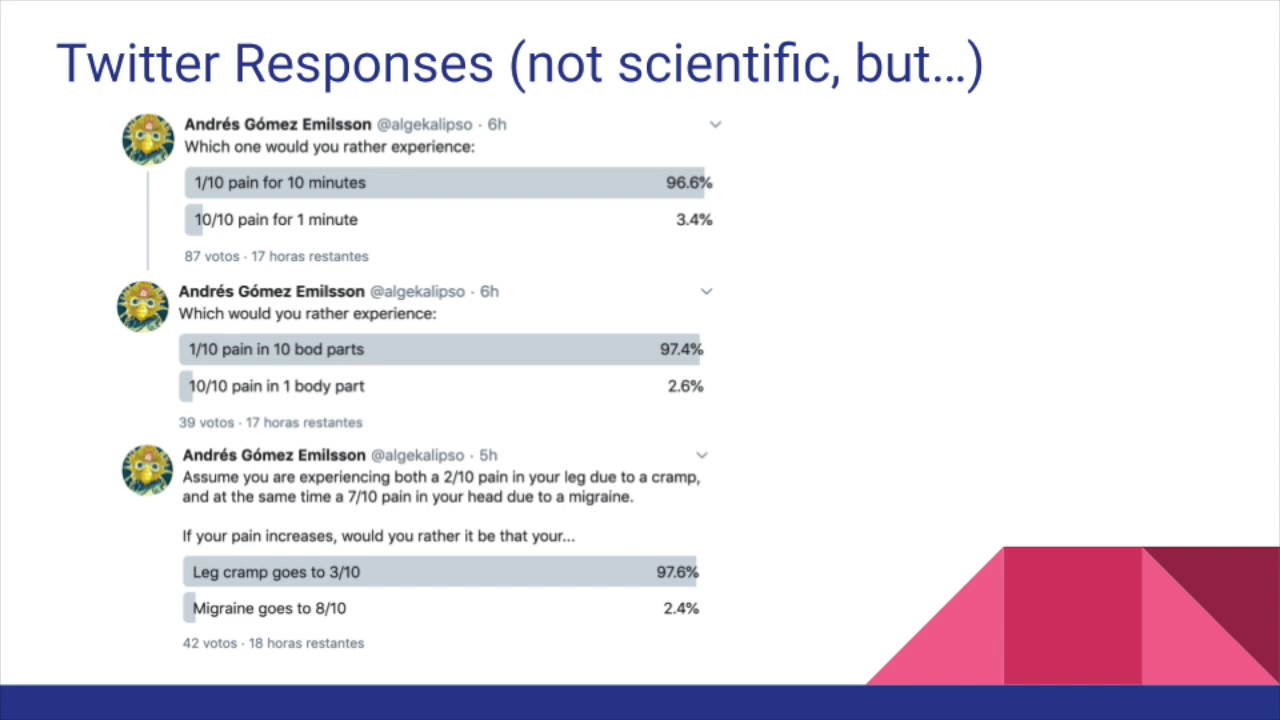 Twitter Responses (not scientific, but...)
Andrés Gómez Emilsson @algekalipso · 6h
Which one would you rather experience:
1/10 pain for 10 minutes 96.6%
10/10 pain for 1 minute 3.4%
87 votos · 17 horas restantes
Andrés Gómez Emilsson @algekalipso · 6h
Which would you rather experience:
1/10 pain in 10 bod parts 97.4%
10/10 pain in 1 body part 2.6%
39 votos · 17 horas restantes
Andrés Gómez Emilsson @algekalipso · 5h
Assume you are experiencing both a 2/10 pain in your leg due to a cramp,
and at the same time a 7/10 pain in your head due to a migraine.
If your pain increases, would you rather it be that your...
Leg cramp goes to 3/10 97.6%
Migraine goes to 8/10 2.4%
42 votos · 18 horas restantes